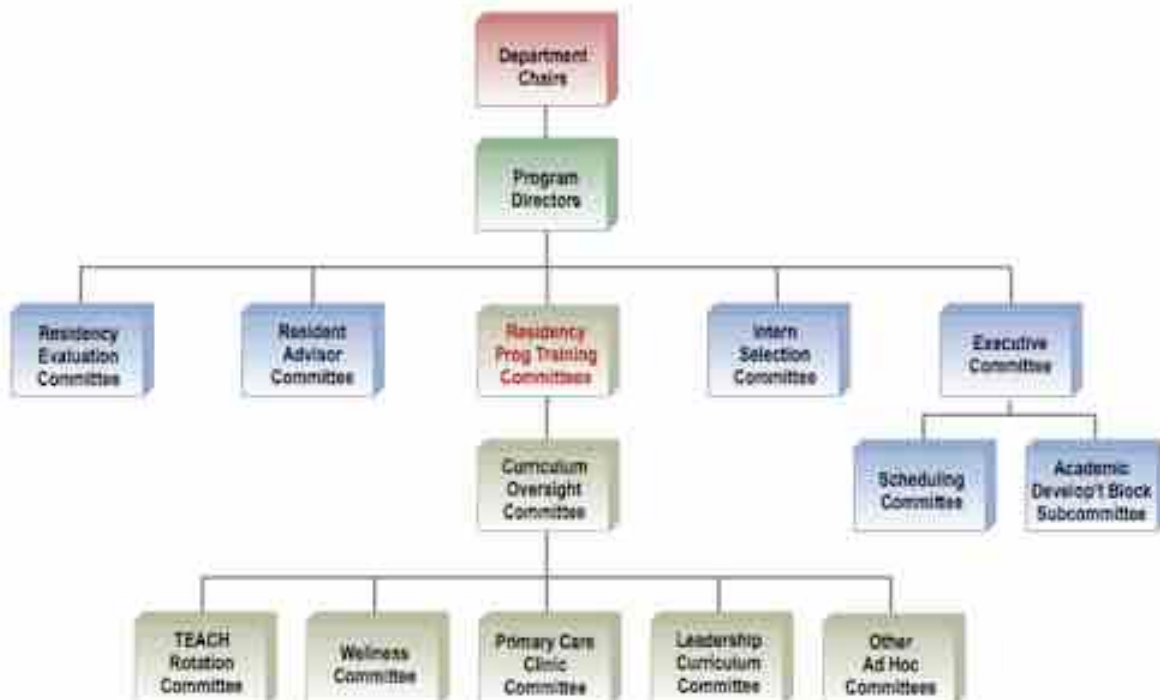 Department
Chairs
Program
Directors
Residency
Evaluation
Committee
Resident
Advisor
Committee
Residency
Prog Training
Committees
Intern
Selection
Committee
Executive
Committee
Curriculum
Oversight
Committee
Scheduling
Committee
Academic
Develop't Block
Subcommittee
TEACH
Rotation
Committee
Wellness
Committee
Primary Care
Clinic
Committee
Leadership
Curriculum
Committee
Other
Ad Hoc
Committees